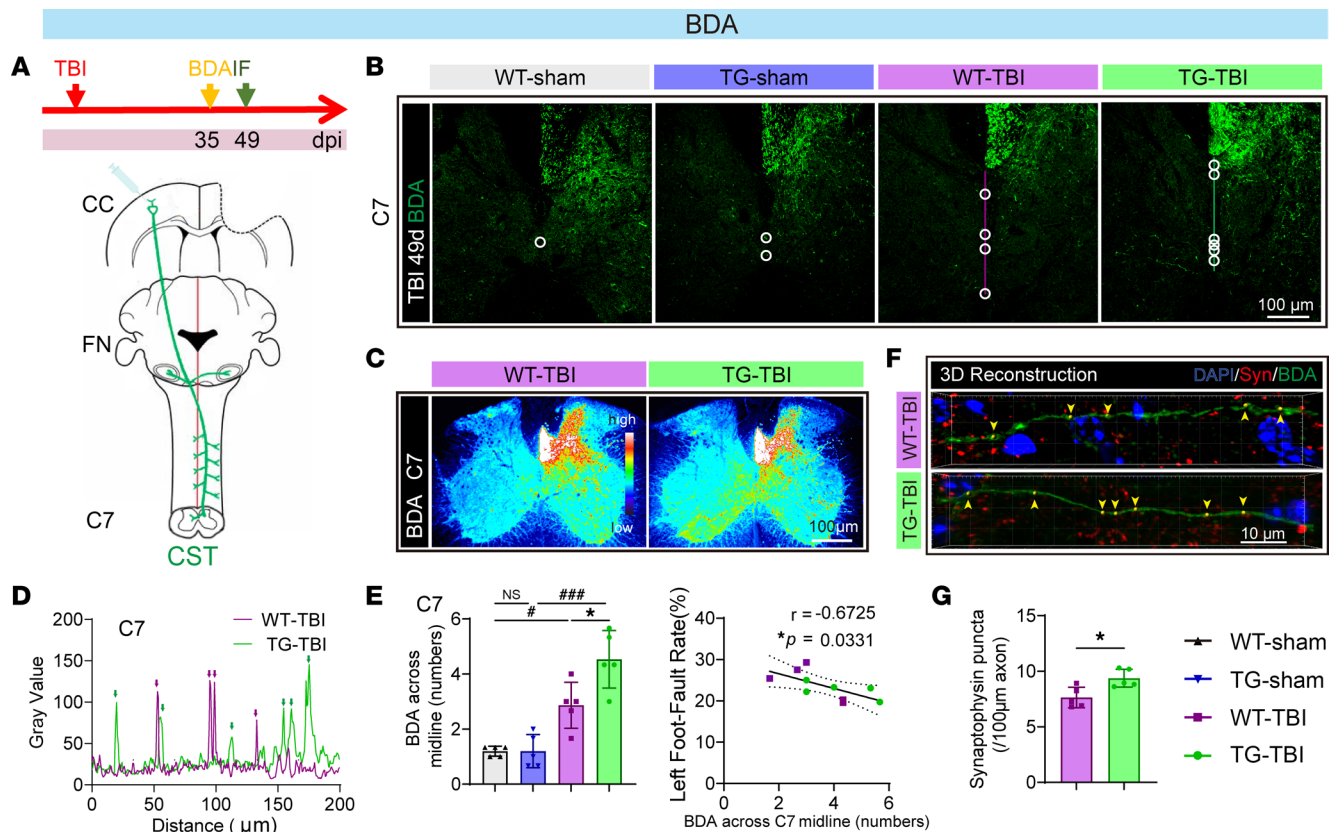 BDA
A
TBI
BDA
IF
35
49
dpi
CC
FN
C7
CST
B
WT-sham
TG-sham
WT-TBI
TG-TBI
C7
TBI 49d BDA
100 µm
C
WT-TBI
TG-TBI
BDA C7
high
low
100µm
F
3D Reconstruction
DAPI/Syn/BDA
WT-TBI
TG-TBI
10 µm
D
C7
WT-TBI
TG-TBI
Gray Value
200
150
100
50
0
0
50
100
150
200
Distance ( µm)
E
C7
NS
###
#
*
BDA across
midline (numbers)
6
4
2
0
Left Foot-Fault Rate(%)
40
30
20
10
0
r = -0.6725
*p = 0.0331
0
2
4
6
BDA across C7 midline (numbers)
G
*
Synaptophysin puncta
(/100µm axon)
15
10
5
0
WT-sham
TG-sham
WT-TBI
TG-TBI